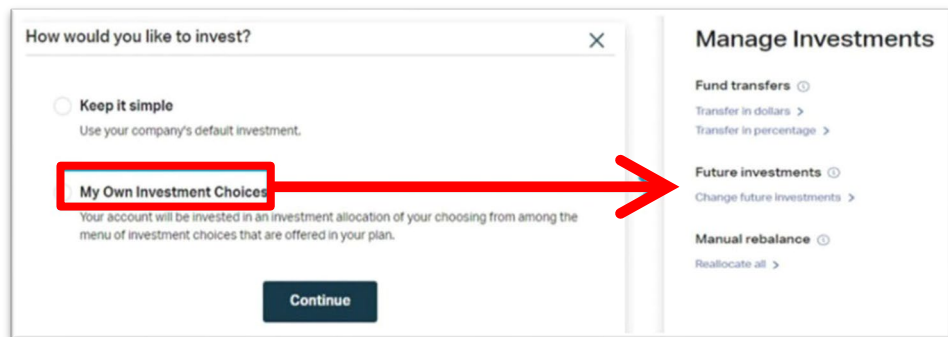 How would you like to invest?
Keep it simple
Use your company's default investment.
My Own Investment Choices
Your account will be invested in an investment allocation of your choosing from among the
menu of investment choices that are offered in your plan.
Continue
Manage Investments
Fund transfers
Transfer in dollars >
Transfer in percentage >
Future investments
Change future investments >
Manual rebalance
Reallocate all >